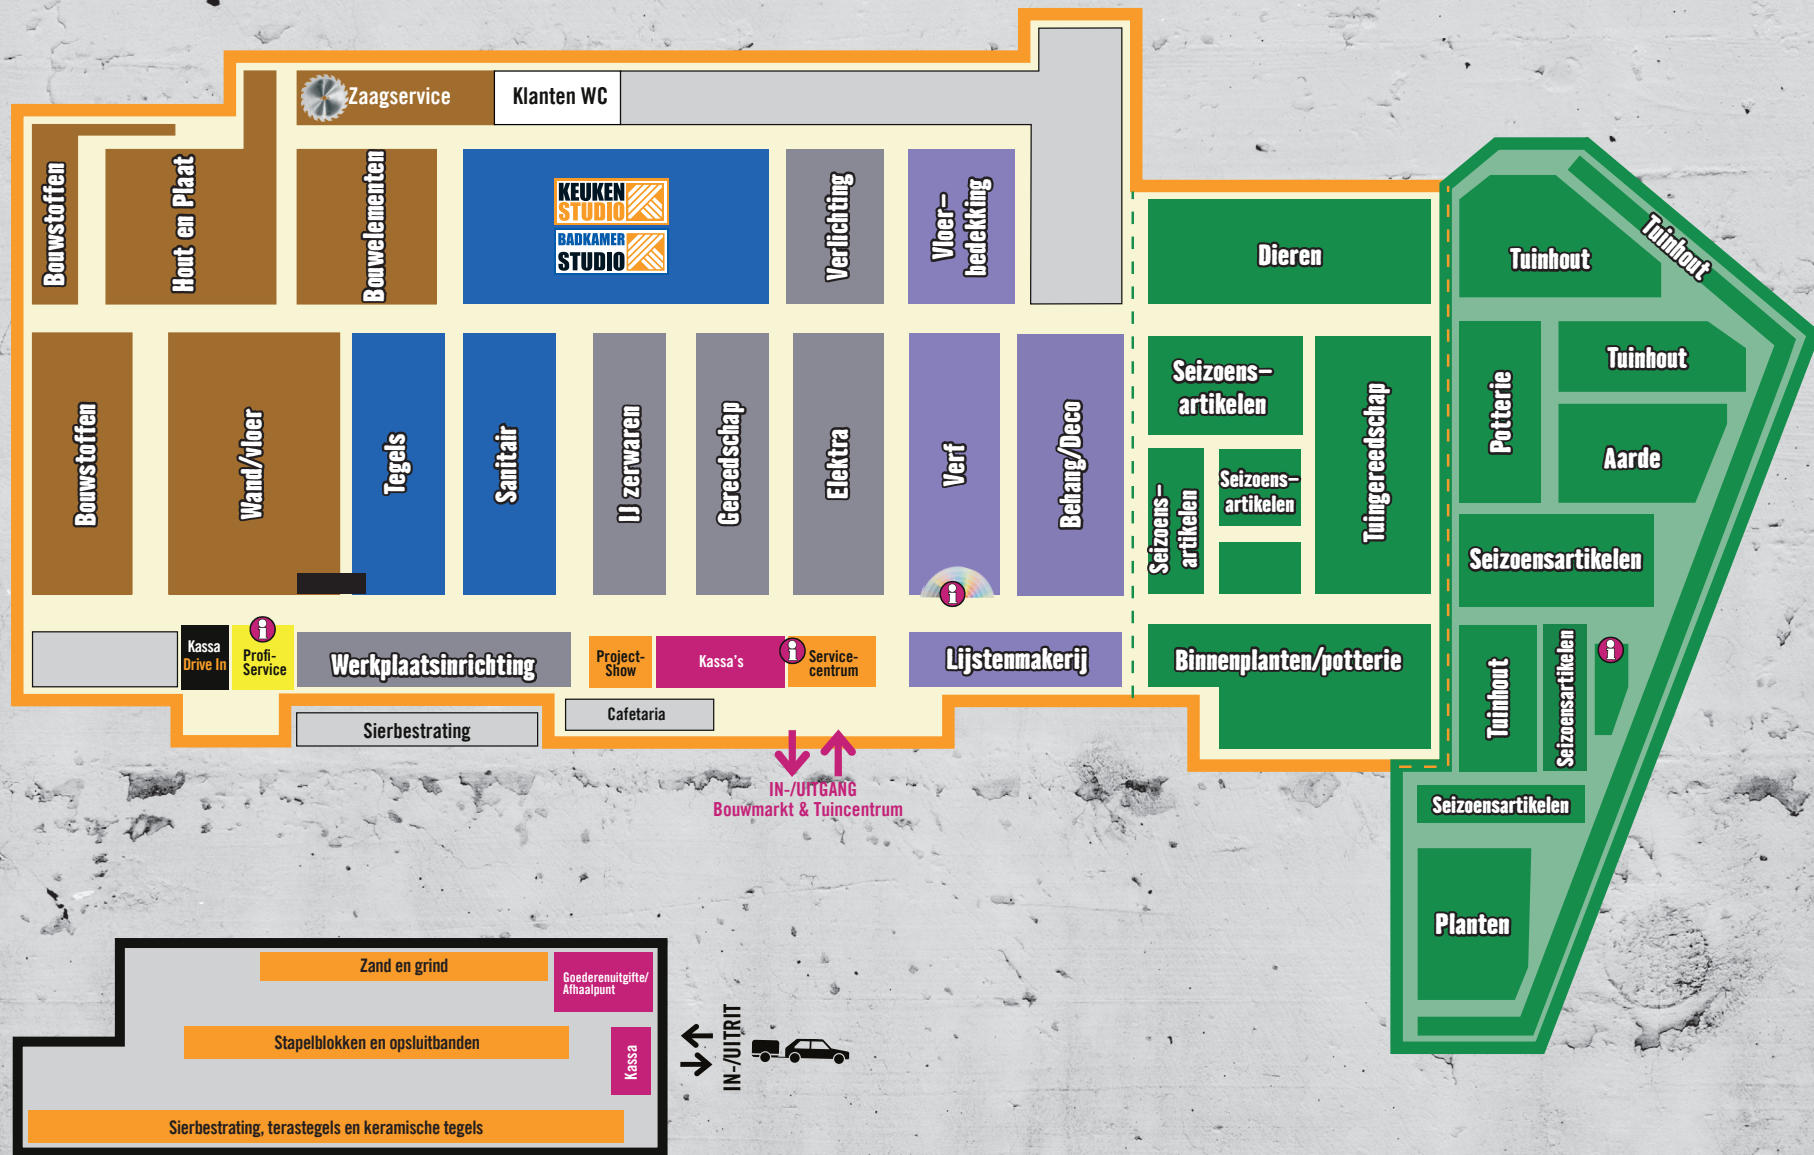 Zaagservice
Klanten WC
Bouwstoffen
Hout en Plaat
Bouwelementen
KEUKEN
STUDIO
BADKAMER
STUDIO
Verlichting
Vloer-
bedekking
Dieren
Tuinhout
Tuinhout
Bouwstoffen
Wand/vloer
Tegels
Sanitair
IJzerwaren
Gereedschap
Elektra
Verf
Behang/Deco
Seizoens-
artikelen
Seizoens-
artikelen
Seizoens-
artikelen
Tuingereedschap
Potterie
Tuinhout
Aarde
Seizoensartikelen
Kassa
Drive In
i
Profi-
Service
Werkplaatsinrichting
Project-
Show
Kassa's
i
Service-
centrum
i
Lijstenmakerij
Binnenplanten/potterie
Tuinhout
Seizoensartikelen
i
Sierbestrating
Cafetaria
IN-/UITGANG
Bouwmarkt & Tuincentrum
Seizoensartikelen
Planten
Zand en grind
Goederenuitgifte/
Afhaalpunt
Stapelblokken en opsluitbanden
Kassa
IN-/UITRIT
Sierbestrating, terastegels en keramische tegels